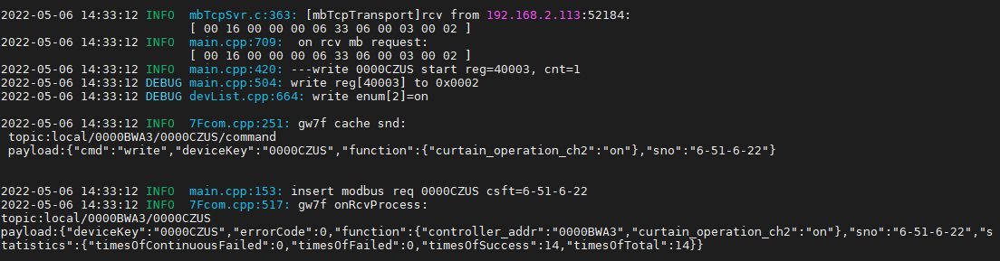 2022-05-06 14:33:12 INFO  mbTcpSvr.c:363: [mbTcpTransport]rcv from 192.168.2.113:52184:
[ 00 16 00 00 00 06 33 06 00 03 00 02 ]
2022-05-06 14:33:12 INFO  main.cpp:709:  on rcv mb request:
[ 00 16 00 00 00 06 33 06 00 03 00 02 ]
2022-05-06 14:33:12 INFO  main.cpp:420: ---write 0000CZUS start reg=40003, cnt=1
2022-05-06 14:33:12 DEBUG main.cpp:504: write reg[40003] to 0x0002
2022-05-06 14:33:12 DEBUG devList.cpp:664: write enum[2]=on
2022-05-06 14:33:12 INFO  7Fcom.cpp:251: gw7f cache snd:
topic:local/0000BWA3/0000CZUS/command
payload:{"cmd":"write","deviceKey":"0000CZUS","function":{"curtain_operation_ch2":"on"},"sno":"6-51-6-22"}
2022-05-06 14:33:12 INFO  main.cpp:153: insert modbus req 0000CZUS csft=6-51-6-22
2022-05-06 14:33:12 INFO  7Fcom.cpp:517: gw7f onRcvProcess:
topic:local/0000BWA3/0000CZUS
payload:{"deviceKey":"0000CZUS","errorCode":0,"function":{"controller_addr":"0000BWA3","curtain_operation_ch2":"on"},"sno":"6-51-6-22","s
tatistics":{"timesOfContinuousFailed":0,"timesOfFailed":0,"timesOfSuccess":14,"timesOfTotal":14}}